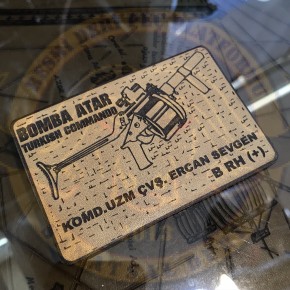 BOMBA ATAR
TURKISH COMMANDO
KOMD.UZM ÇVŞ. ERCAN SEVGEN
B RH (+)